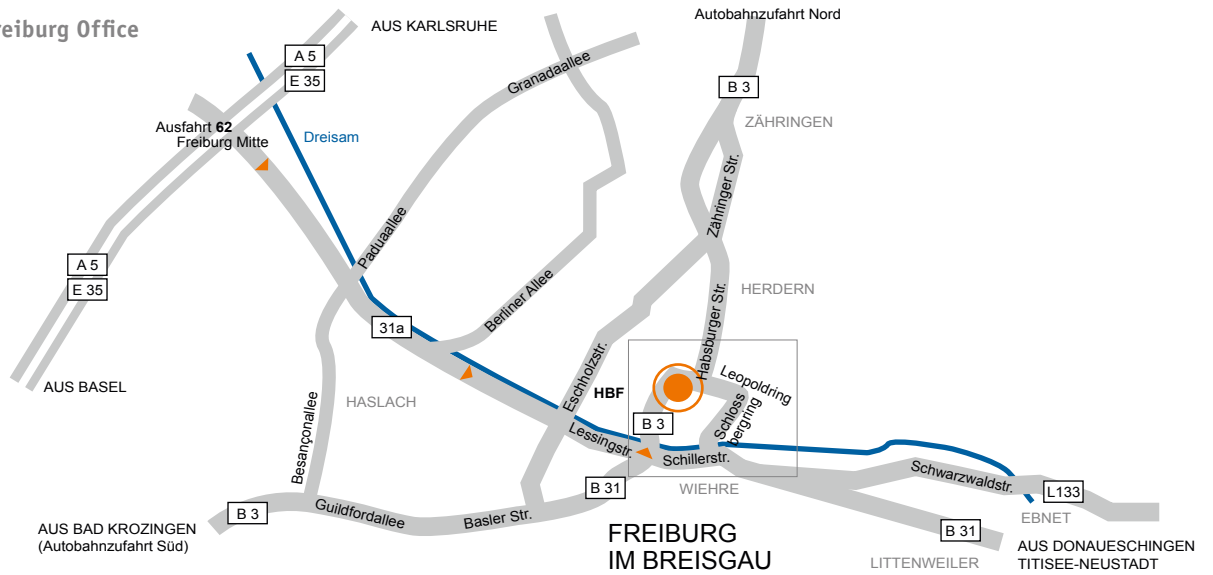 reiburg Office
AUS KARLSRUHE
Autobahnzufahrt Nord
A 5
E 35
Granadaallee
B 3
ZÄHRINGEN
Ausfahrt 62
Freiburg Mitte
Dreisam
Zähringer Str.
Paduaallee
A 5
E 35
HERDERN
Berliner Allee
31a
Habsburger Str.
AUS BASEL
Eschholzstr.
HBF
Leopoldring
HASLACH
Schloss
bergring
B 3
Besançonallee
Lessingstr.
Schillerstr.
Schwarzwaldstr.
B 31
WIEHRE
L133
B 3
Guildfordallee
Basler Str.
EBNET
AUS BAD KROZINGEN
(Autobahnzufahrt Süd)
FREIBURG
IM BREISGAU
B 31
LITTENWEILER
AUS DONAUESCHINGEN
TITISEE-NEUSTADT